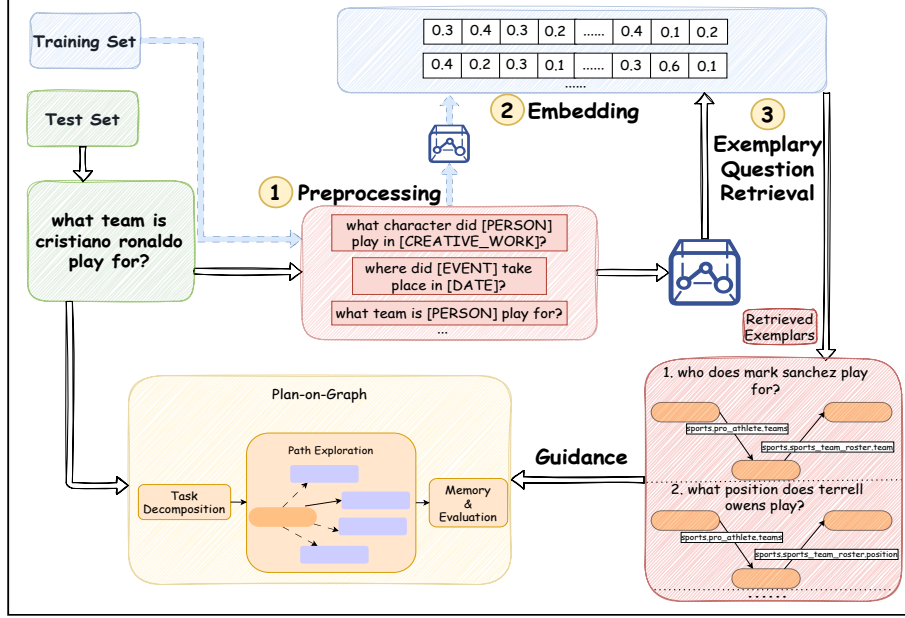 Training Set
0.3 0.4 0.3 0.2 ...... 0.4 0.1 0.2
0.4 0.2 0.3 0.1 ...... 0.3 0.6 0.1
......
Test Set
2 Embedding
3
Exemplary
Question
Retrieval
1 Preprocessing
what team is
cristiano ronaldo
play for?
what character did [PERSON]
play in [CREATIVE_WORK]?
where did [EVENT] take
place in [DATE]?
what team is [PERSON] play for?
...
Retrieved
Exemplars
1. who does mark sanchez play
for?
sports.pro_athlete.teams
sports.sports_team_roster.team
2. what position does terrell
owens play?
sports.pro_athlete.teams
sports.sports_team_roster.position
......
Guidance
Plan-on-Graph
Path Exploration
Task
Decomposition
Memory
&
Evaluation